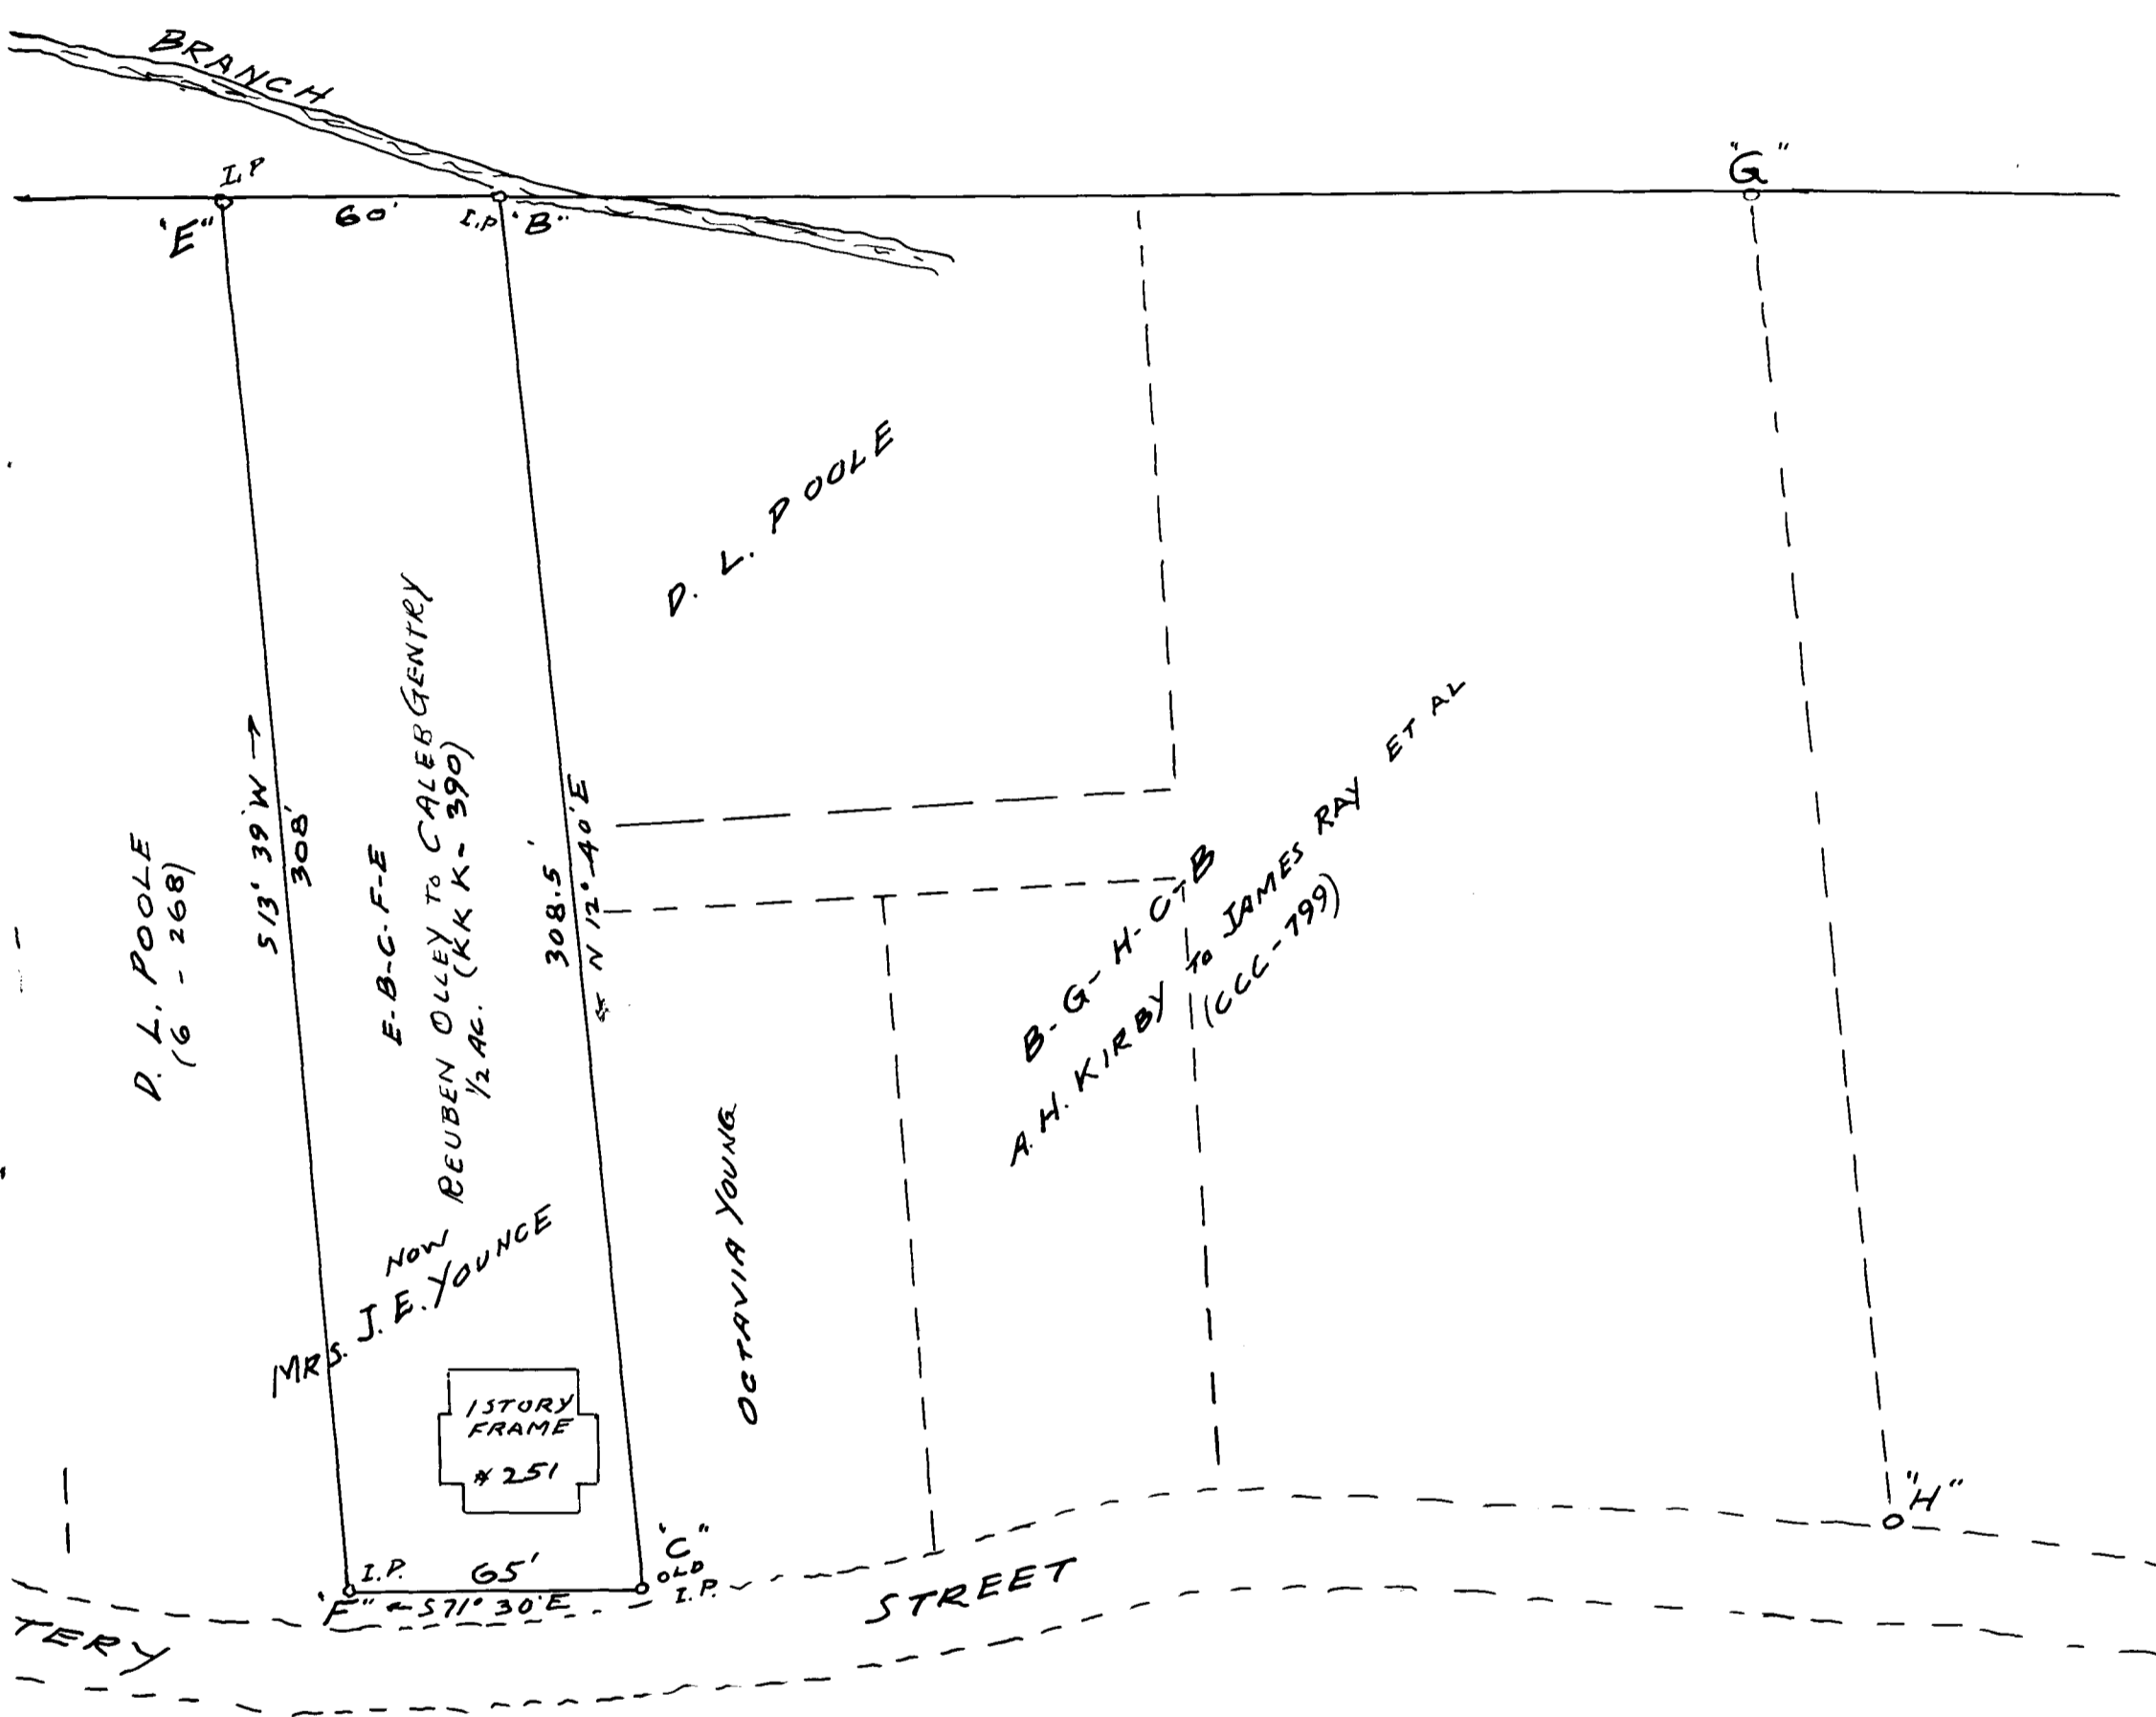 BRANCH
I.P
"E"
60'
I.P "B"
"G"
D. L. POOLE
D. L. POOLE
(6 - 268)
S 13° 39' W
308'
E-B-C-F-E
REUBEN OLLEY TO CALEB GENTRY
1/2 AC. (KKK-390)
308.5'
N 12°-40' E
B-G-H-C-B
A.H. KIRBY TO JAMES RAY ET AL
(CCC-799)
OCTAVIA YOUNG
NOW
MRS. J.E. YOUNCE
1 STORY
FRAME
# 251
"C"
OLD
I.P.
I.P.
65'
"F" S 71° 30' E
"H"
STREET
TERY